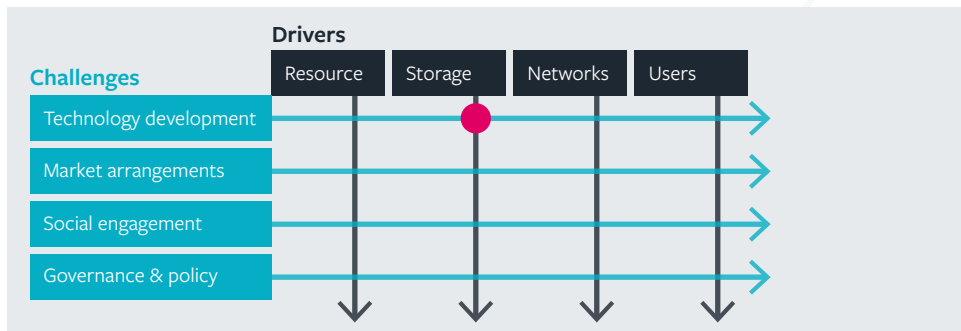 Drivers
Resource Storage Networks Users
Challenges
Technology development
Market arrangements
Social engagement
Governance & policy